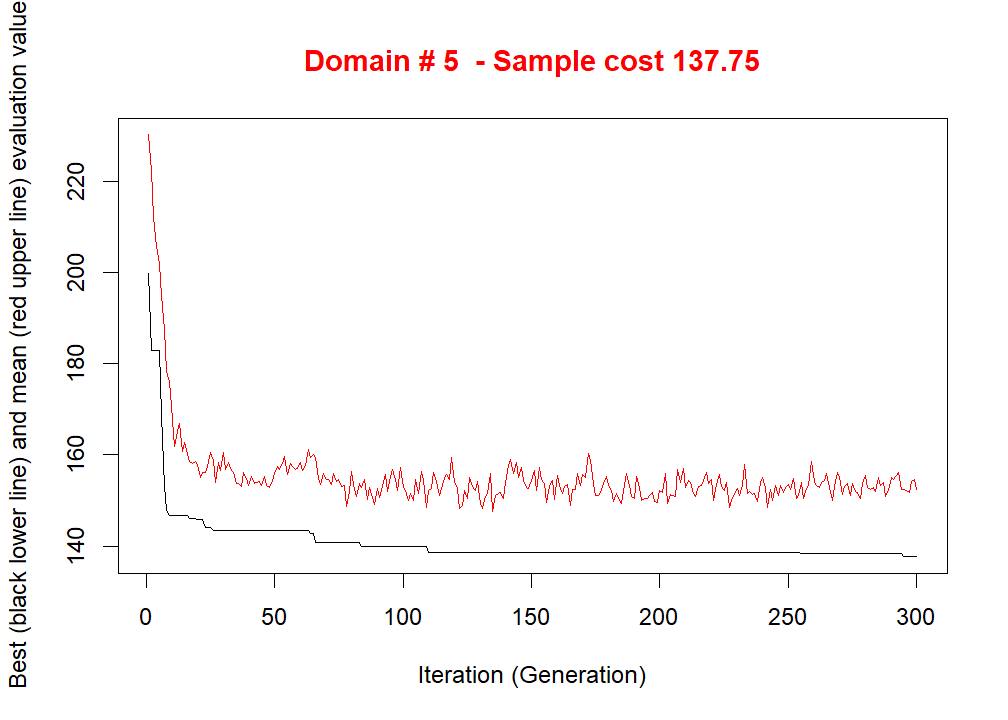 Domain # 5  - Sample cost 137.75
Best (black lower line) and mean (red upper line) evaluation value
220
200
180
160
140
0 50 100 150 200 250 300
Iteration (Generation)